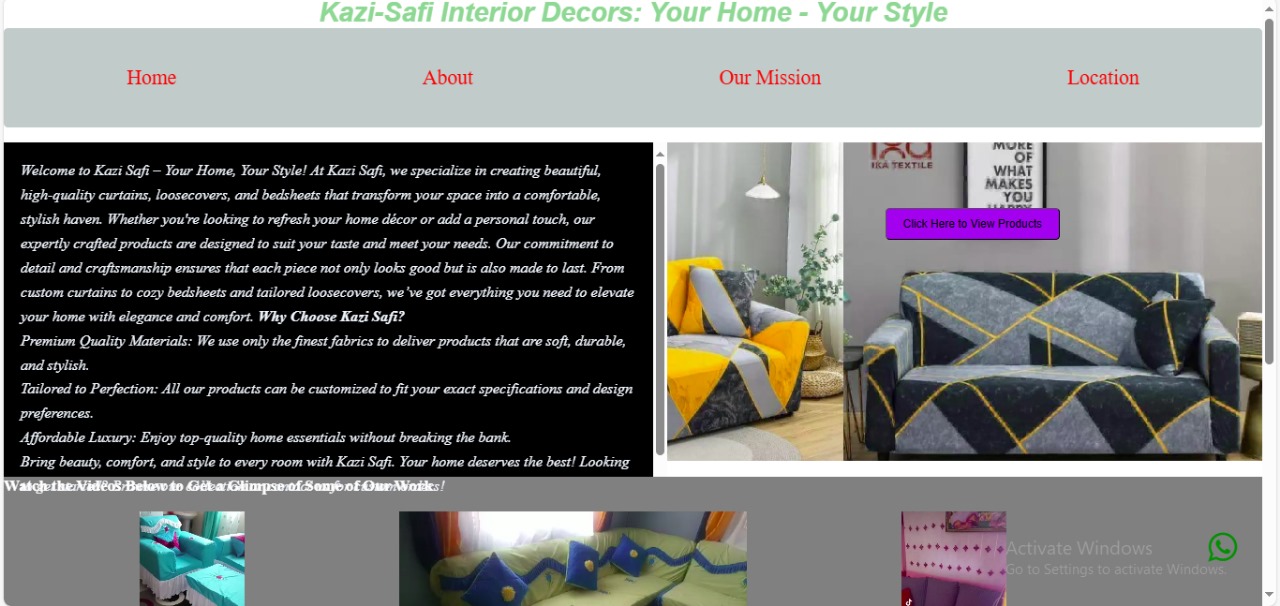 Kazi-Safi Interior Decors: Your Home - Your Style
Home
About
Our Mission
Location
Welcome to Kazi Safi – Your Home, Your Style! At Kazi Safi, we specialize in creating beautiful,
high-quality curtains, loosecovers, and bedsheets that transform your space into a comfortable,
stylish haven. Whether you're looking to refresh your home décor or add a personal touch, our
expertly crafted products are designed to suit your taste and meet your needs. Our commitment to
detail and craftsmanship ensures that each piece not only looks good but is also made to last. From
custom curtains to cozy bedsheets and tailored loosecovers, we've got everything you need to elevate
your home with elegance and comfort. Why Choose Kazi Safi?
Premium Quality Materials: We use only the finest fabrics to deliver products that are soft, durable,
and stylish.
Tailored to Perfection: All our products can be customized to fit your exact specifications and design
preferences.
Affordable Luxury: Enjoy top-quality home essentials without breaking the bank.
Bring beauty, comfort, and style to every room with Kazi Safi. Your home deserves the best! Looking
IKA TEXTILE
MORE
OF
WHAT
MAKES
YOU
HAPPY
Click Here to View Products
Watch the Videos Below to Get a Glimpse of Some of Our Work:
Activate Windows
Go to Settings to activate Windows.